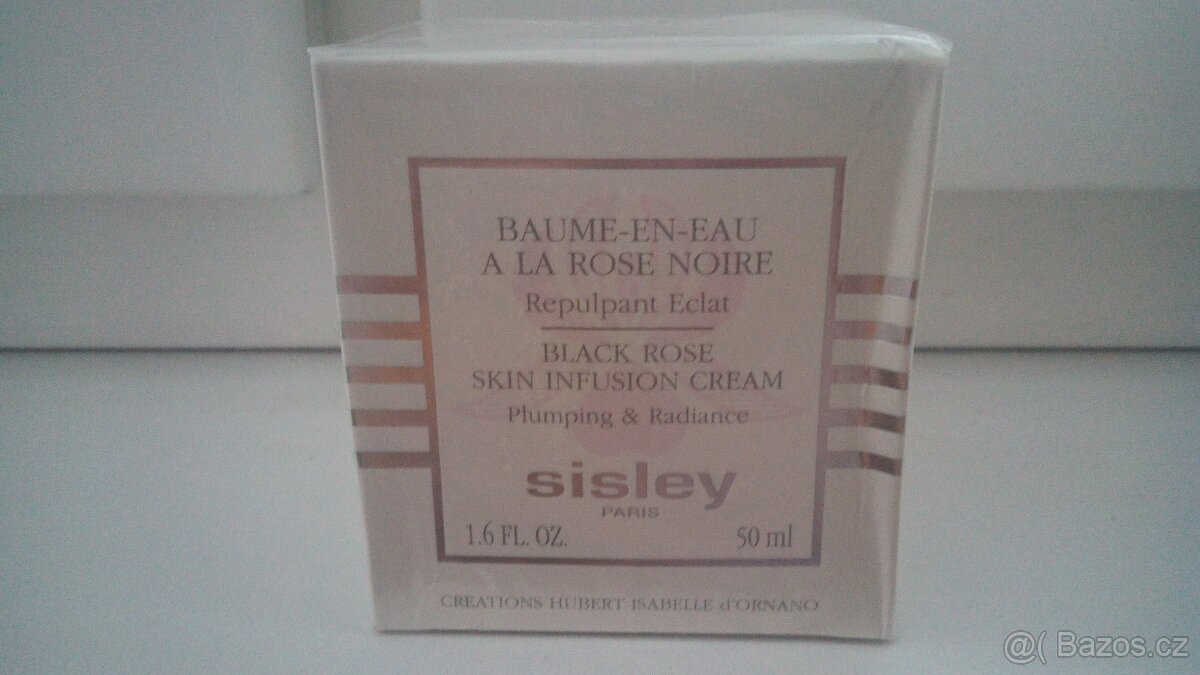 BAUME-EN-EAU
A LA ROSE NOIRE
Repulpant Eclat
BLACK ROSE
SKIN INFUSION CREAM
Plumping & Radiance
sisley
PARIS
1.6 FL. OZ. 50 ml
CREATIONS HUBERT ISABELLE d'ORNANO
@( Bazos.cz